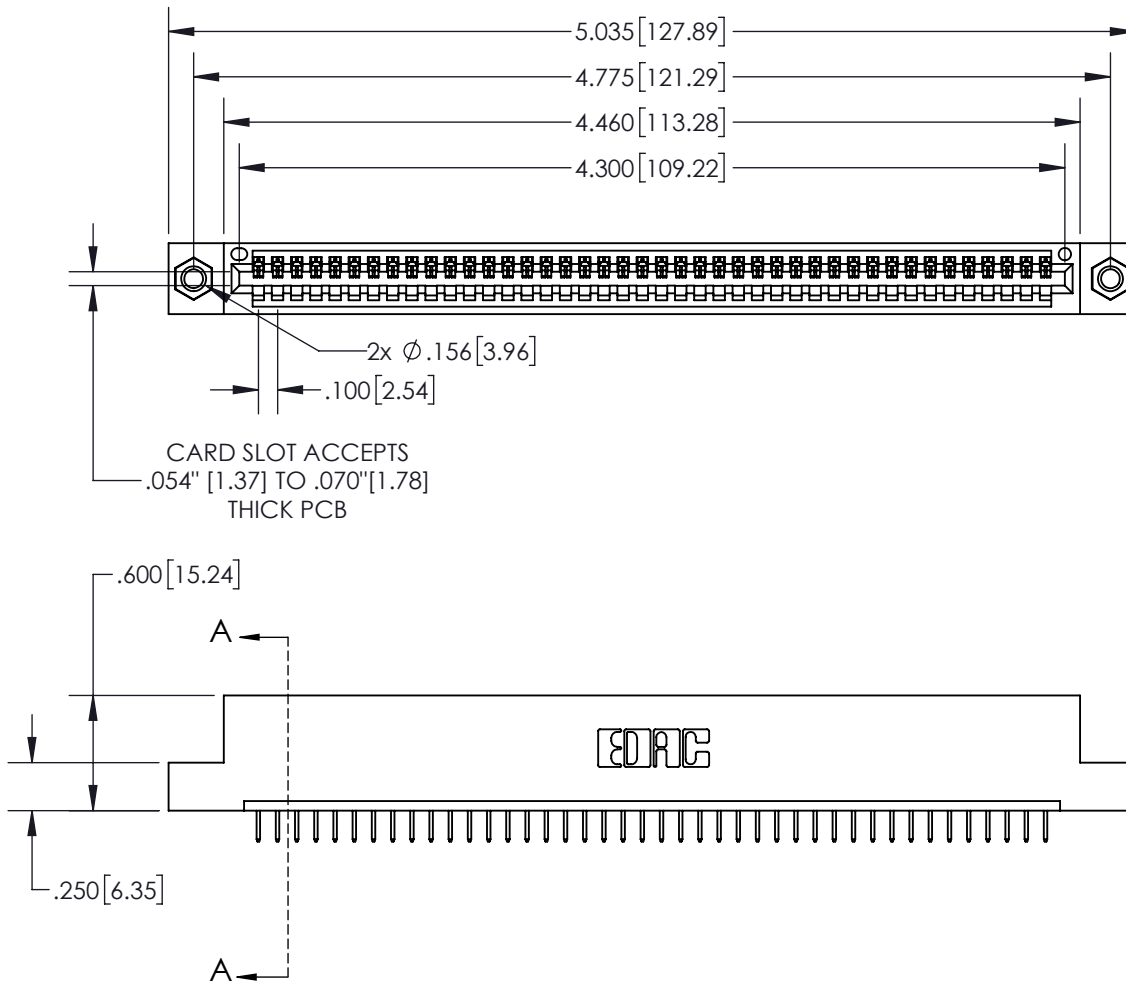 5.035[127.89]
4.775[121.29]
4.460[113.28]
4.300[109.22]
2x Ø.156[3.96]
.100[2.54]
CARD SLOT ACCEPTS
.054" [1.37] TO .070"[1.78]
THICK PCB
.600[15.24]
A
EDAC
.250[6.35]
A